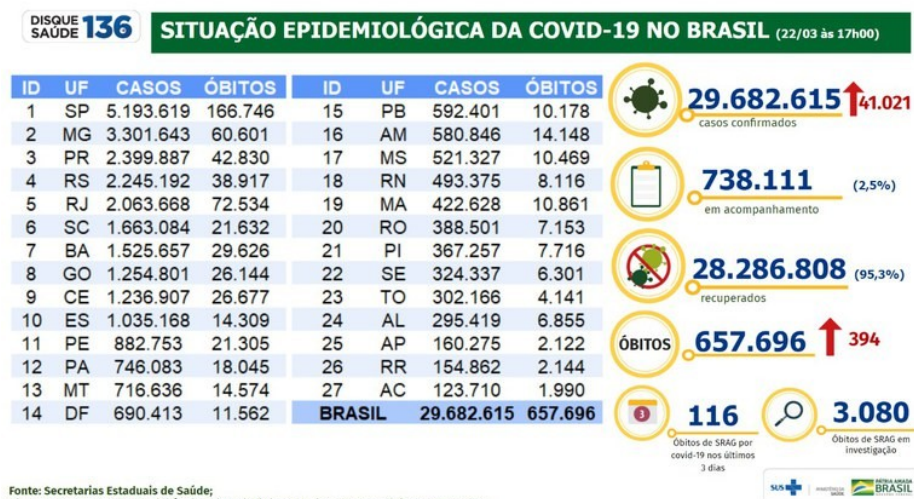 DISQUE
SAÚDE 136
SITUAÇÃO EPIDEMIOLÓGICA DA COVID-19 NO BRASIL (22/03 às 17h00)
ID UF CASOS ÓBITOS
1 SP 5.193.619 166.746
2 MG 3.301.643 60.601
3 PR 2.399.887 42.830
4 RS 2.245.192 38.917
5 RJ 2.063.668 72.534
6 SC 1.663.084 21.632
7 BA 1.525.657 29.626
8 GO 1.254.801 26.144
9 CE 1.236.907 26.677
10 ES 1.035.168 14.309
11 PE 882.753 21.305
12 PA 746.083 18.045
13 MT 716.636 14.574
14 DF 690.413 11.562
ID UF CASOS ÓBITOS
15 PB 592.401 10.178
16 AM 580.846 14.148
17 MS 521.327 10.469
18 RN 493.375 8.116
19 MA 422.628 10.861
20 RO 388.501 7.153
21 PI 367.257 7.716
22 SE 324.337 6.301
23 TO 302.166 4.141
24 AL 295.419 6.855
25 AP 160.275 2.122
26 RR 154.862 2.144
27 AC 123.710 1.990
BRASIL 29.682.615 657.696
29.682.615 41.021
casos confirmados
738.111 (2,5%)
em acompanhamento
28.286.808 (95,3%)
recuperados
ÓBITOS 657.696 394
3
116
Óbitos de SRAG por
covid-19 nos últimos
3 dias
3.080
Óbitos de SRAG em
investigação
Fonte: Secretarias Estaduais de Saúde;
SUS
MINISTÉRIO DA
SAÚDE
PÁTRIA AMADA
BRASIL